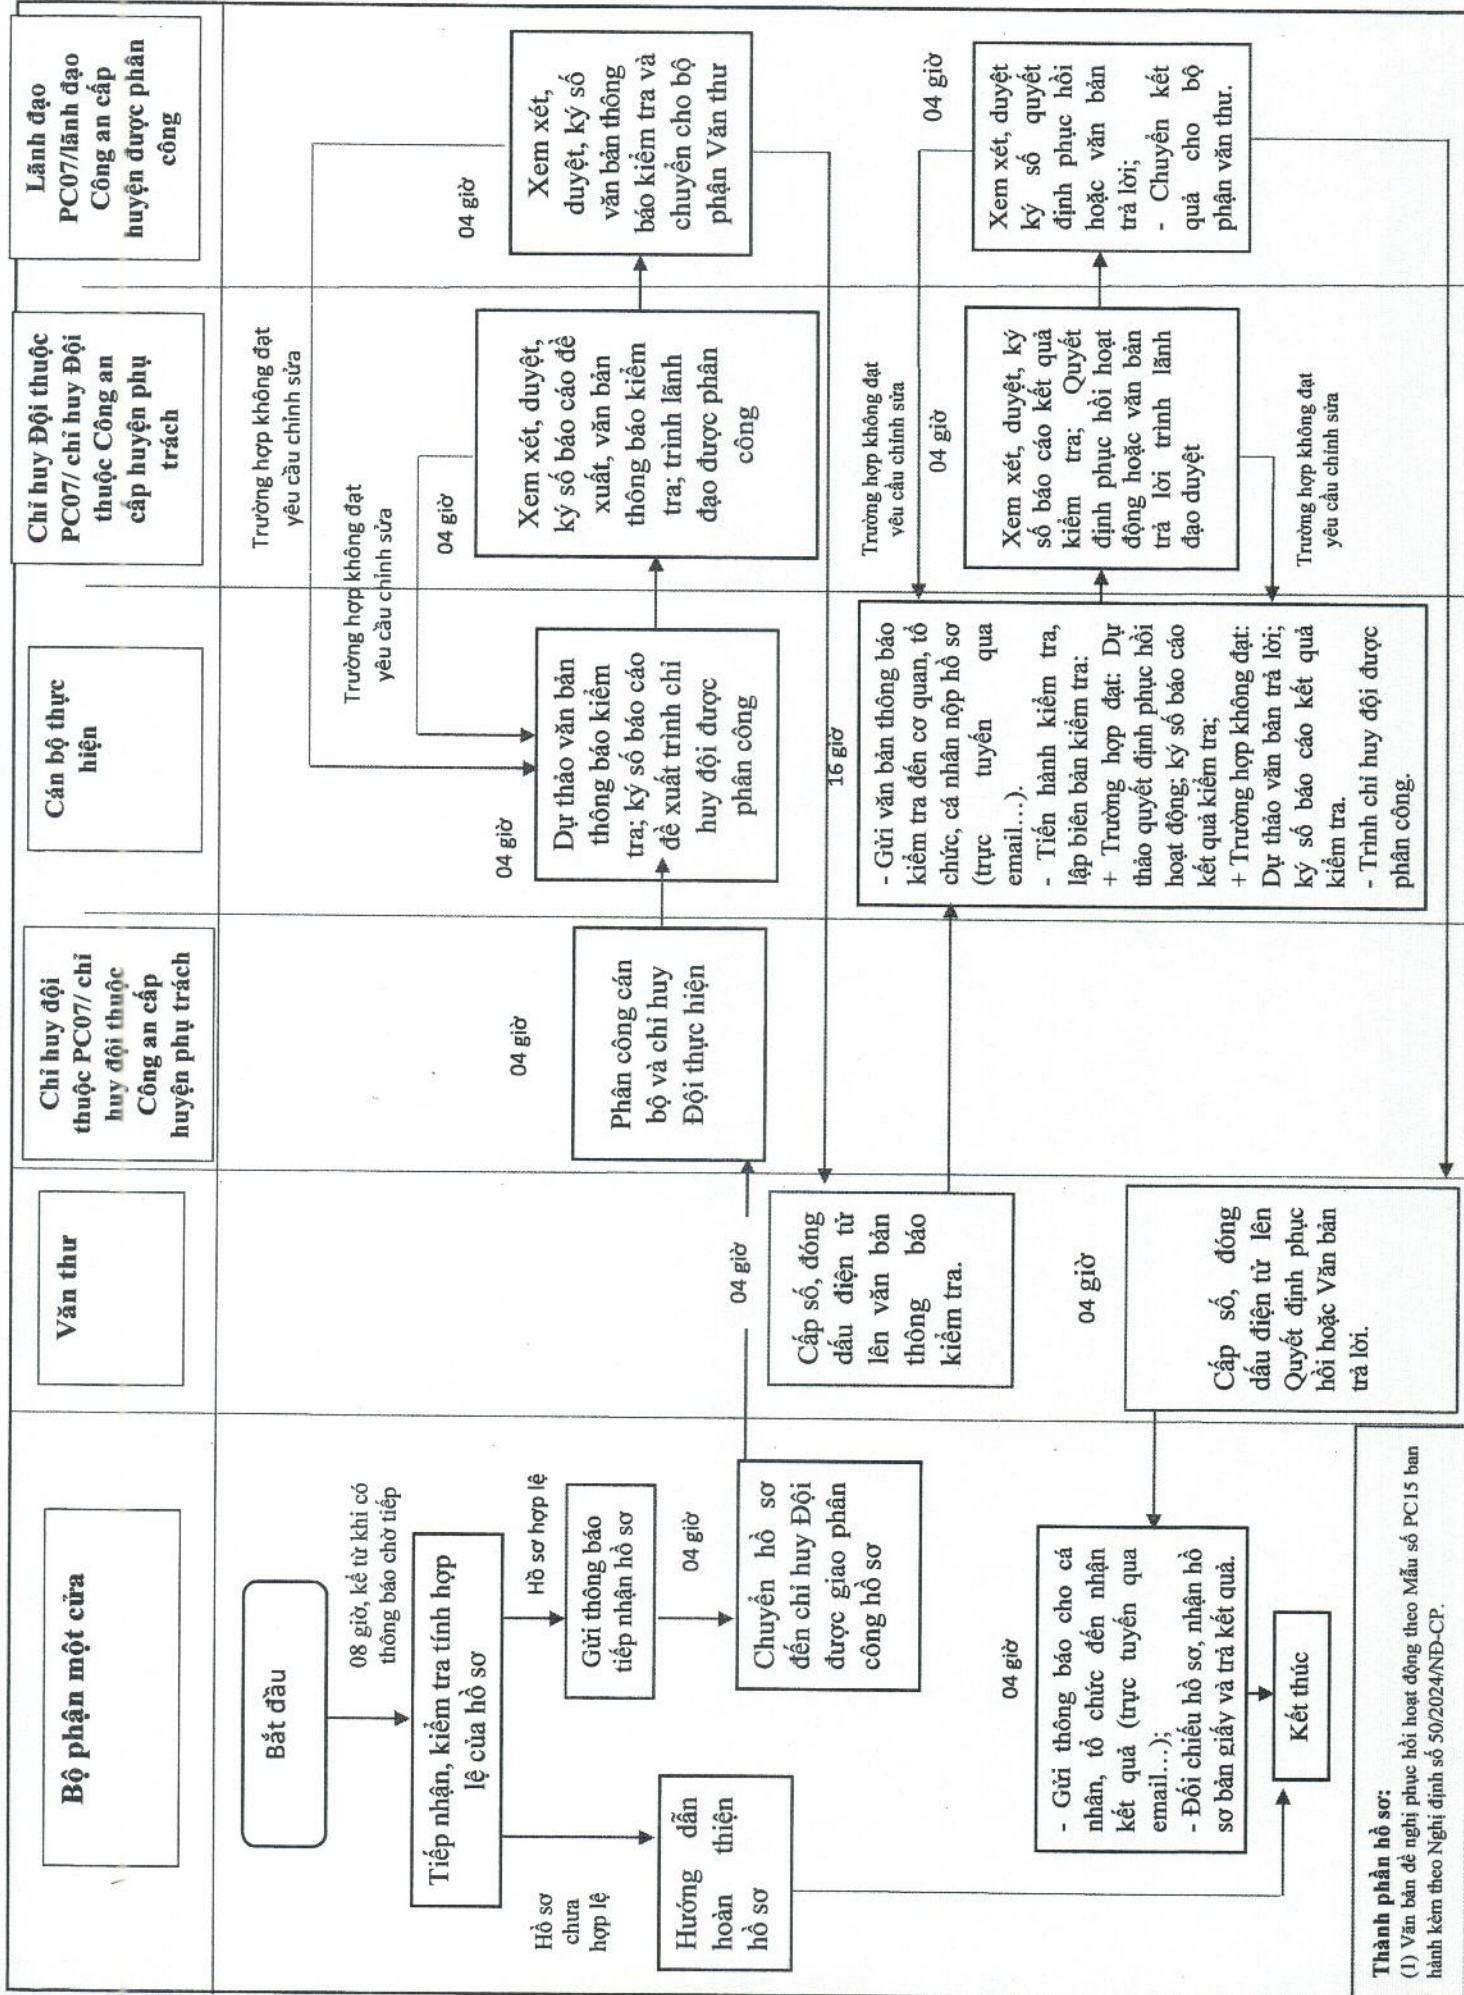 Bộ phận một cửa
Văn thư
Chỉ huy đội
thuộc PC07/ chỉ
huy đội thuộc
Công an cấp
huyện phụ trách
Cán bộ thực
hiện
Chỉ huy Đội thuộc
PC07/ chỉ huy Đội
thuộc Công an
cấp huyện phụ
trách
Lãnh đạo
PC07/lãnh đạo
Công an cấp
huyện được phân
công
Bắt đầu
08 giờ, kể từ khi có
thông báo chờ tiếp
Tiếp nhận, kiểm tra tính hợp
lệ của hồ sơ
Hồ sơ
chưa
hợp lệ
Hồ sơ hợp lệ
Hướng dẫn
hoàn thiện
hồ sơ
Gửi thông báo
tiếp nhận hồ sơ
04 giờ
Chuyển hồ sơ
đến chỉ huy Đội
được giao phân
công hồ sơ
04 giờ
04 giờ
Phân công cán
bộ và chỉ huy
Đội thực hiện
04 giờ
Dự thảo văn bản
thông báo kiểm
tra; ký số báo cáo
đề xuất trình chỉ
huy đội được
phân công
Trường hợp không đạt
yêu cầu chỉnh sửa
Trường hợp không đạt
yêu cầu chỉnh sửa
04 giờ
Xem xét, duyệt,
ký số báo cáo đề
xuất, văn bản
thông báo kiểm
tra; trình lãnh
đạo được phân
công
04 giờ
Xem xét,
duyệt, ký số
văn bản thông
báo kiểm tra và
chuyển cho bộ
phận Văn thư
Cấp số, đóng
dấu điện tử
lên văn bản
thông báo
kiểm tra.
16 giờ
- Gửi văn bản thông báo
kiểm tra đến cơ quan, tổ
chức, cá nhân nộp hồ sơ
(trực tuyến qua
email…).
- Tiến hành kiểm tra,
lập biên bản kiểm tra:
+ Trường hợp đạt: Dự
thảo quyết định phục hồi
hoạt động; ký số báo cáo
kết quả kiểm tra;
+ Trường hợp không đạt:
Dự thảo văn bản trả lời;
ký số báo cáo kết quả
kiểm tra.
- Trình chỉ huy đội được
phân công.
Trường hợp không đạt
yêu cầu chỉnh sửa
04 giờ
Xem xét, duyệt, ký
số báo cáo kết quả
kiểm tra; Quyết
định phục hồi hoạt
động hoặc văn bản
trả lời trình lãnh
đạo duyệt
Trường hợp không đạt
yêu cầu chỉnh sửa
04 giờ
Xem xét, duyệt
ký số quyết
định phục hồi
hoặc văn bản
trả lời;
- Chuyển kết
quả cho bộ
phận văn thư.
04 giờ
Cấp số, đóng
dấu điện tử lên
Quyết định phục
hồi hoặc Văn bản
trả lời.
04 giờ
- Gửi thông báo cho cá
nhân, tổ chức đến nhận
kết quả (trực tuyến qua
email…);
- Đối chiếu hồ sơ, nhận hồ
sơ bản giấy và trả kết quả.
Kết thúc
Thành phần hồ sơ:
(1) Văn bản đề nghị phục hồi hoạt động theo Mẫu số PC15 ban
hành kèm theo Nghị định số 50/2024/NĐ-CP.